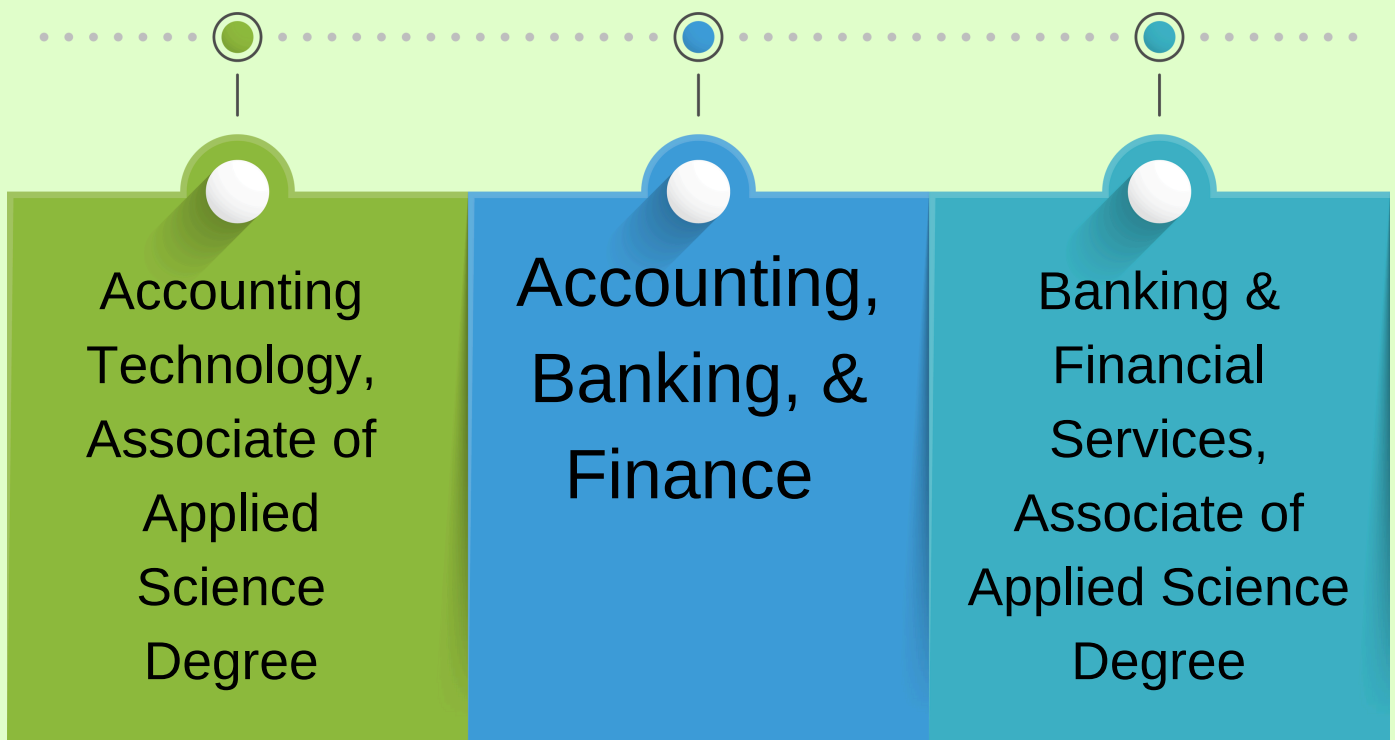 Accounting
Technology,
Associate of
Applied
Science
Degree
Accounting,
Banking, &
Finance
Banking &
Financial
Services,
Associate of
Applied Science
Degree